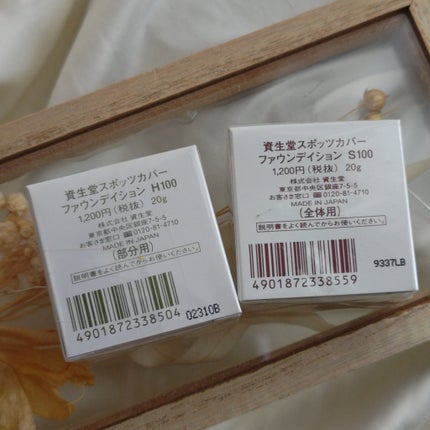 資生堂スポッツカバー
ファウンデイション H100
1,200円(税抜) 20g
株式会社 資生堂
東京都中央区銀座7-5-5
お客さま窓口 0120-81-4710
MADE IN JAPAN
(部分用)
説明書をよく読んでからお使いください。
4901872338504
02310B
資生堂スポッツカバー
ファウンデイション S100
1,200円(税抜) 20g
株式会社 資生堂
東京都中央区銀座7-5-5
お客さま窓口 0120-81-4710
MADE IN JAPAN
(全体用)
説明書をよく読んでからお使いください。
4901872338559
9337LB